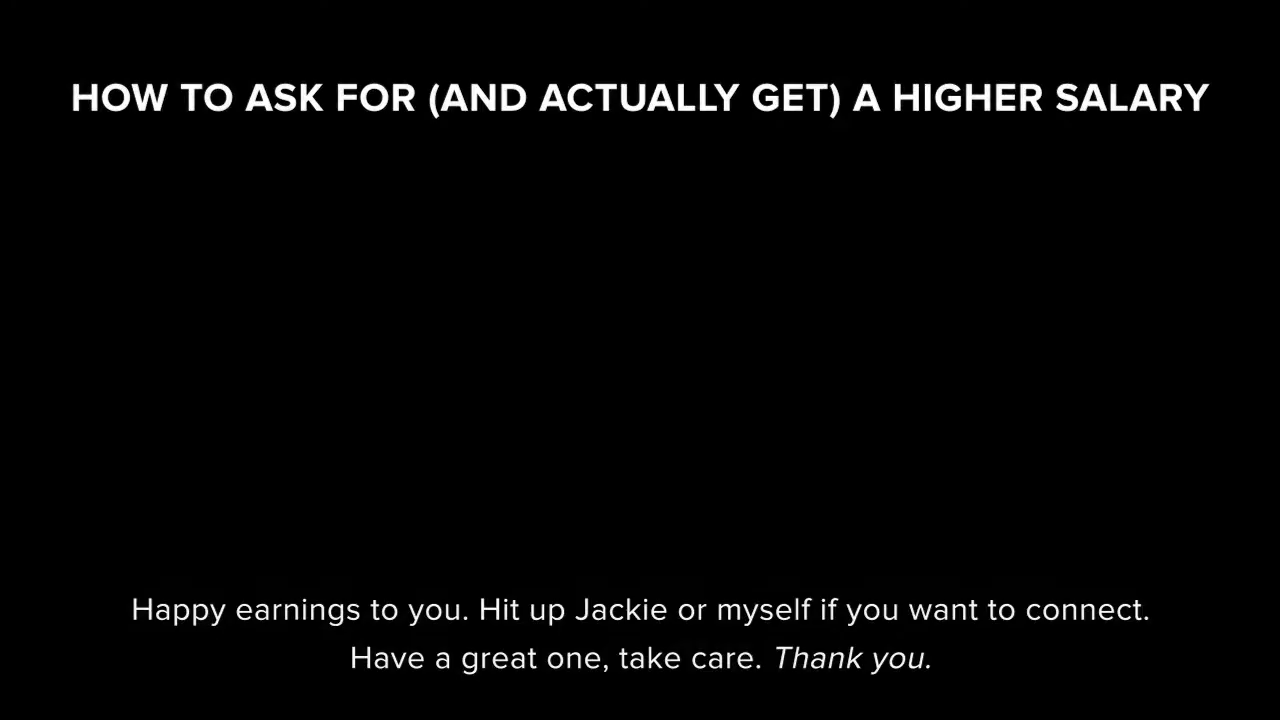 HOW TO ASK FOR (AND ACTUALLY GET) A HIGHER SALARY
Happy earnings to you. Hit up Jackie or myself if you want to connect.
Have a great one, take care. Thank you.